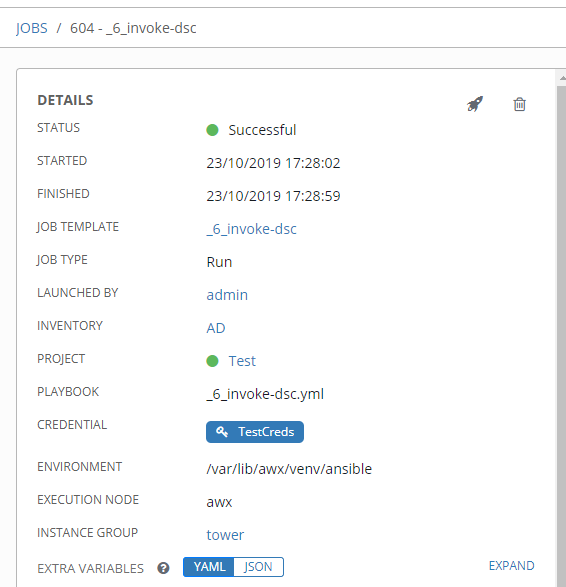 JOBS / 604 - _6_invoke-dsc
DETAILS
STATUS Successful
STARTED 23/10/2019 17:28:02
FINISHED 23/10/2019 17:28:59
JOB TEMPLATE _6_invoke-dsc
JOB TYPE Run
LAUNCHED BY admin
INVENTORY AD
PROJECT Test
PLAYBOOK _6_invoke-dsc.yml
CREDENTIAL TestCreds
ENVIRONMENT /var/lib/awx/venv/ansible
EXECUTION NODE awx
INSTANCE GROUP tower
EXTRA VARIABLES ? YAML JSON EXPAND